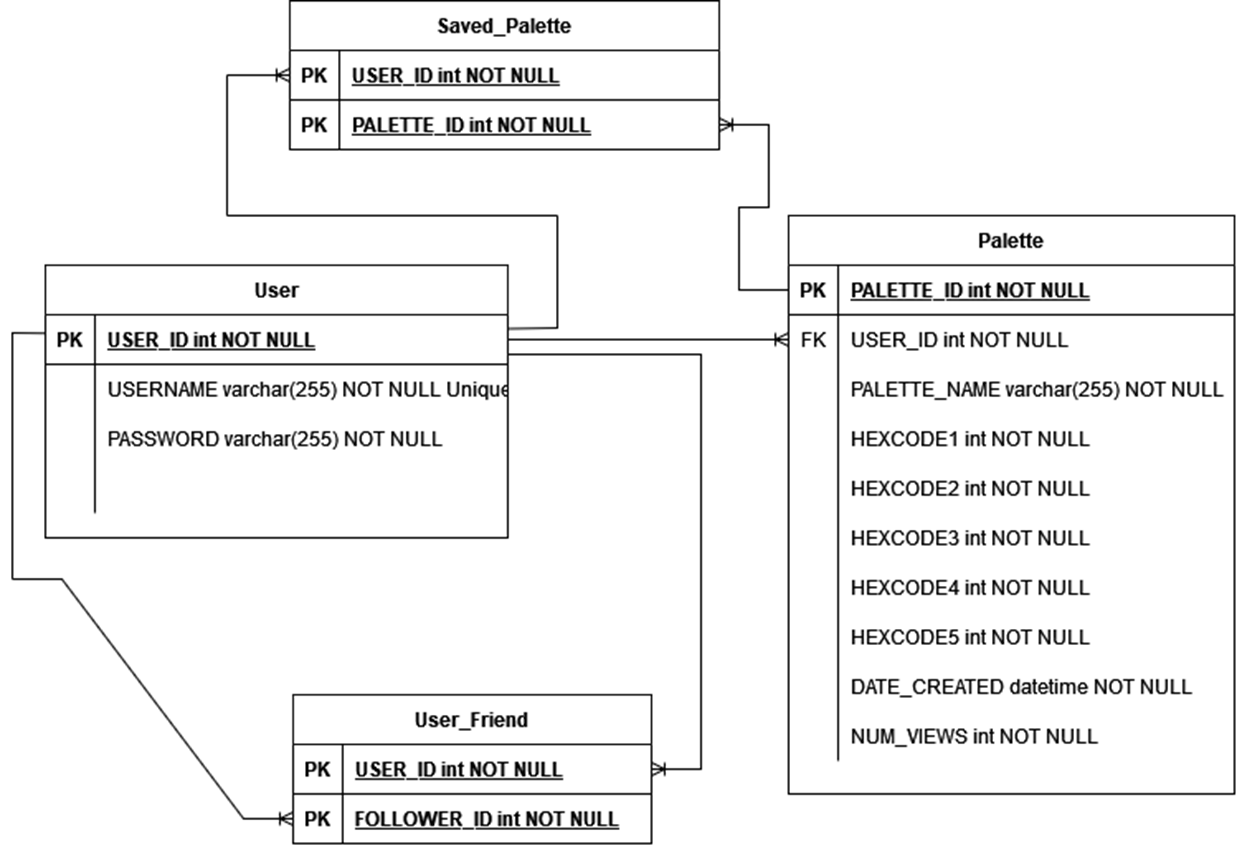 Saved_Palette
PK USER_ID int NOT NULL
PK PALETTE_ID int NOT NULL
User
PK USER_ID int NOT NULL
USERNAME varchar(255) NOT NULL Unique
PASSWORD varchar(255) NOT NULL
Palette
PK PALETTE_ID int NOT NULL
FK USER_ID int NOT NULL
PALETTE_NAME varchar(255) NOT NULL
HEXCODE1 int NOT NULL
HEXCODE2 int NOT NULL
HEXCODE3 int NOT NULL
HEXCODE4 int NOT NULL
HEXCODE5 int NOT NULL
DATE_CREATED datetime NOT NULL
NUM_VIEWS int NOT NULL
User_Friend
PK USER_ID int NOT NULL
PK FOLLOWER_ID int NOT NULL